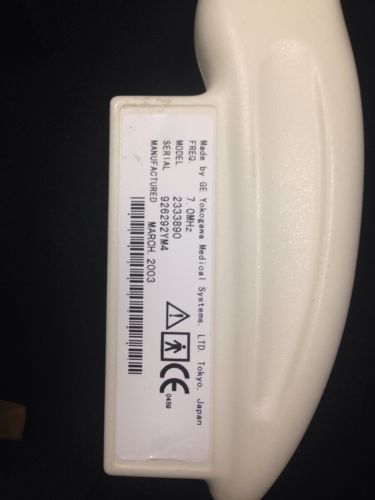 Made by GE Yokogawa Medical Systems. LTD. Tokyo, Japan
FREQ. 7.0MHz
MODEL 2333890
SERIAL 926292YM4
MANUFACTURED MARCH. 2003
CE
0459